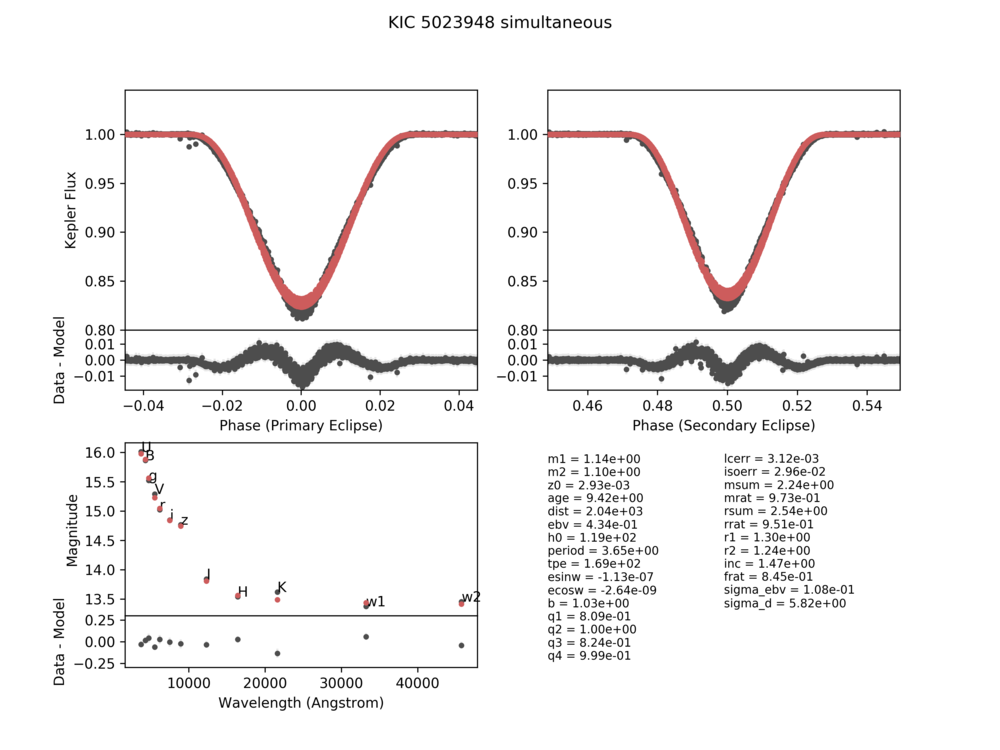 KIC 5023948 simultaneous
1.00
0.95
0.90
0.85
0.80
Kepler Flux
0.01
0.00
−0.01
Data - Model
−0.04 −0.02 0.00 0.02 0.04
Phase (Primary Eclipse)
1.00
0.95
0.90
0.85
0.80
0.01
0.00
−0.01
0.46 0.48 0.50 0.52 0.54
Phase (Secondary Eclipse)
16.0
15.5
15.0
14.5
14.0
13.5
Magnitude
U
B
g
V
r
i
z
J
H
K
w1
w2
0.25
0.00
−0.25
Data - Model
10000 20000 30000 40000
Wavelength (Angstrom)
m1 = 1.14e+00
m2 = 1.10e+00
z0 = 2.93e-03
age = 9.42e+00
dist = 2.04e+03
ebv = 4.34e-01
h0 = 1.19e+02
period = 3.65e+00
tpe = 1.69e+02
esinw = -1.13e-07
ecosw = -2.64e-09
b = 1.03e+00
q1 = 8.09e-01
q2 = 1.00e+00
q3 = 8.24e-01
q4 = 9.99e-01
lcerr = 3.12e-03
isoerr = 2.96e-02
msum = 2.24e+00
mrat = 9.73e-01
rsum = 2.54e+00
rrat = 9.51e-01
r1 = 1.30e+00
r2 = 1.24e+00
inc = 1.47e+00
frat = 8.45e-01
sigma_ebv = 1.08e-01
sigma_d = 5.82e+00